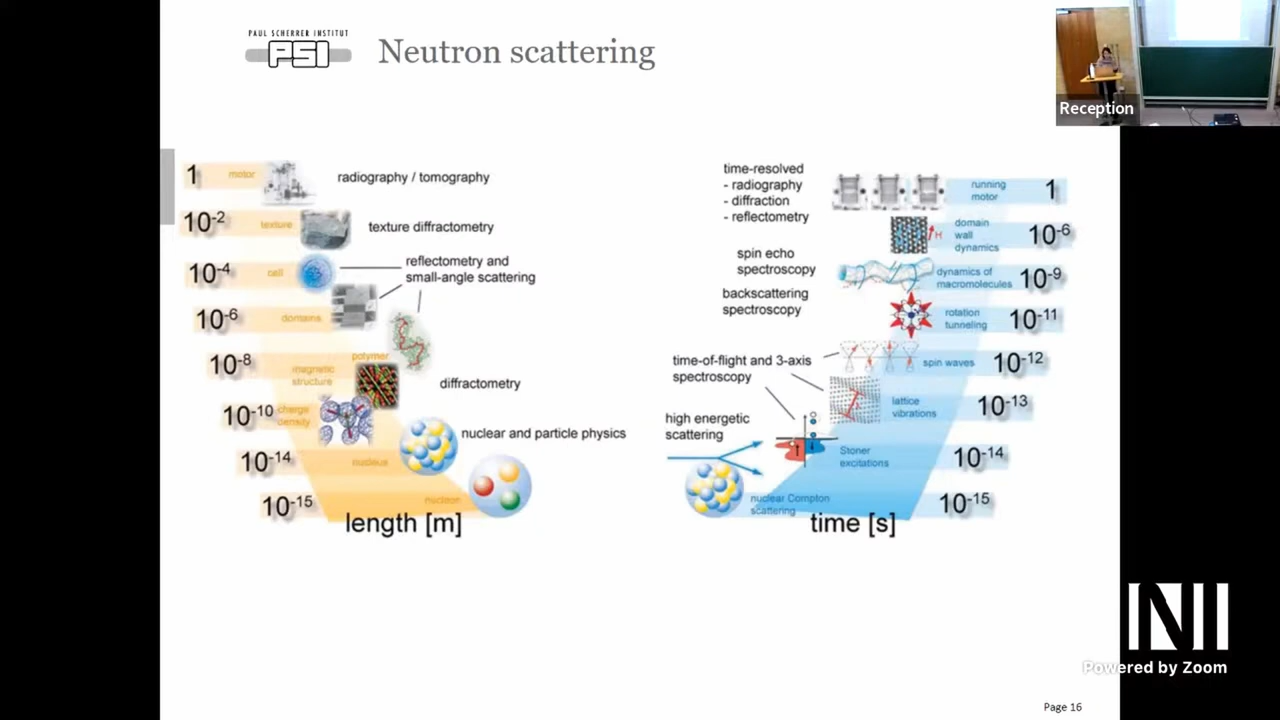 PAUL SCHERRER INSTITUT
PSI
Neutron scattering
Reception
1
motor
radiography / tomography
10-2
texture
texture diffractometry
10-4
cell
reflectometry and
small-angle scattering
10-6
domains
10-8
polymer
magnetic
structure
diffractometry
10-10
charge
density
nuclear and particle physics
10-14
nucleus
10-15
nucleon
length [m]
time-resolved
- radiography
- diffraction
- reflectometry
running
motor
1
H
domain
wall
dynamics
10-6
spin echo
spectroscopy
dynamics of
macromolecules
10-9
backscattering
spectroscopy
rotation
tunneling
10-11
time-of-flight and 3-axis
spectroscopy
spin waves
10-12
lattice
vibrations
10-13
high energetic
scattering
Stoner
excitations
10-14
nuclear Compton
scattering
10-15
time [s]
NII
Powered by Zoom
Page 16